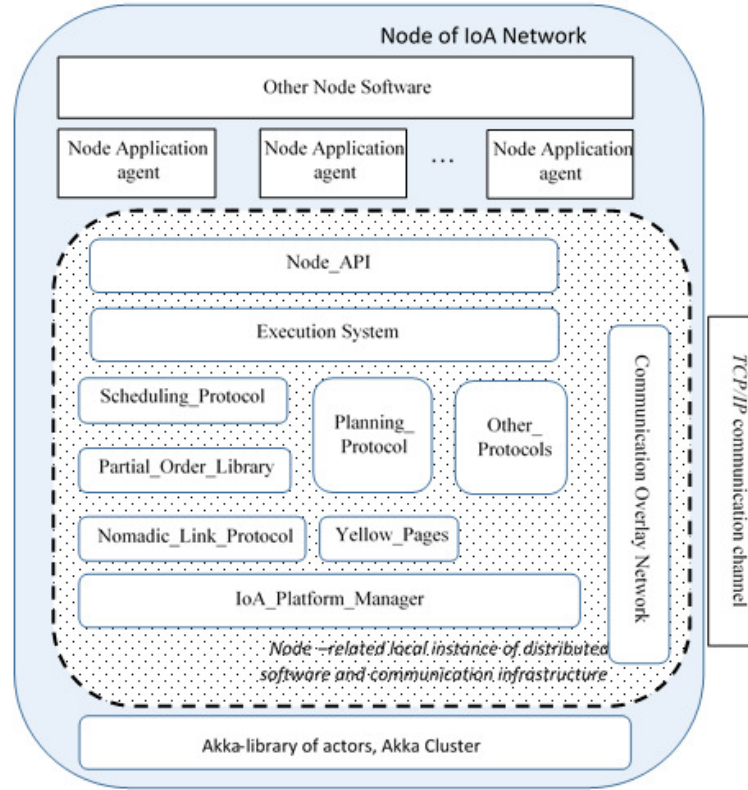 Node of IoA Network
Other Node Software
Node Application
agent
Node Application
agent
...
Node Application
agent
Node_API
Execution System
Scheduling_Protocol
Planning_
Protocol
Other_
Protocols
Partial_Order_Library
Nomadic_Link_Protocol
Yellow_Pages
IoA_Platform_Manager
Communication Overlay Network
TCP/IP communication
channel
Node –related local instance of distributed
software and communication infrastructure
Akka-library of actors, Akka Cluster